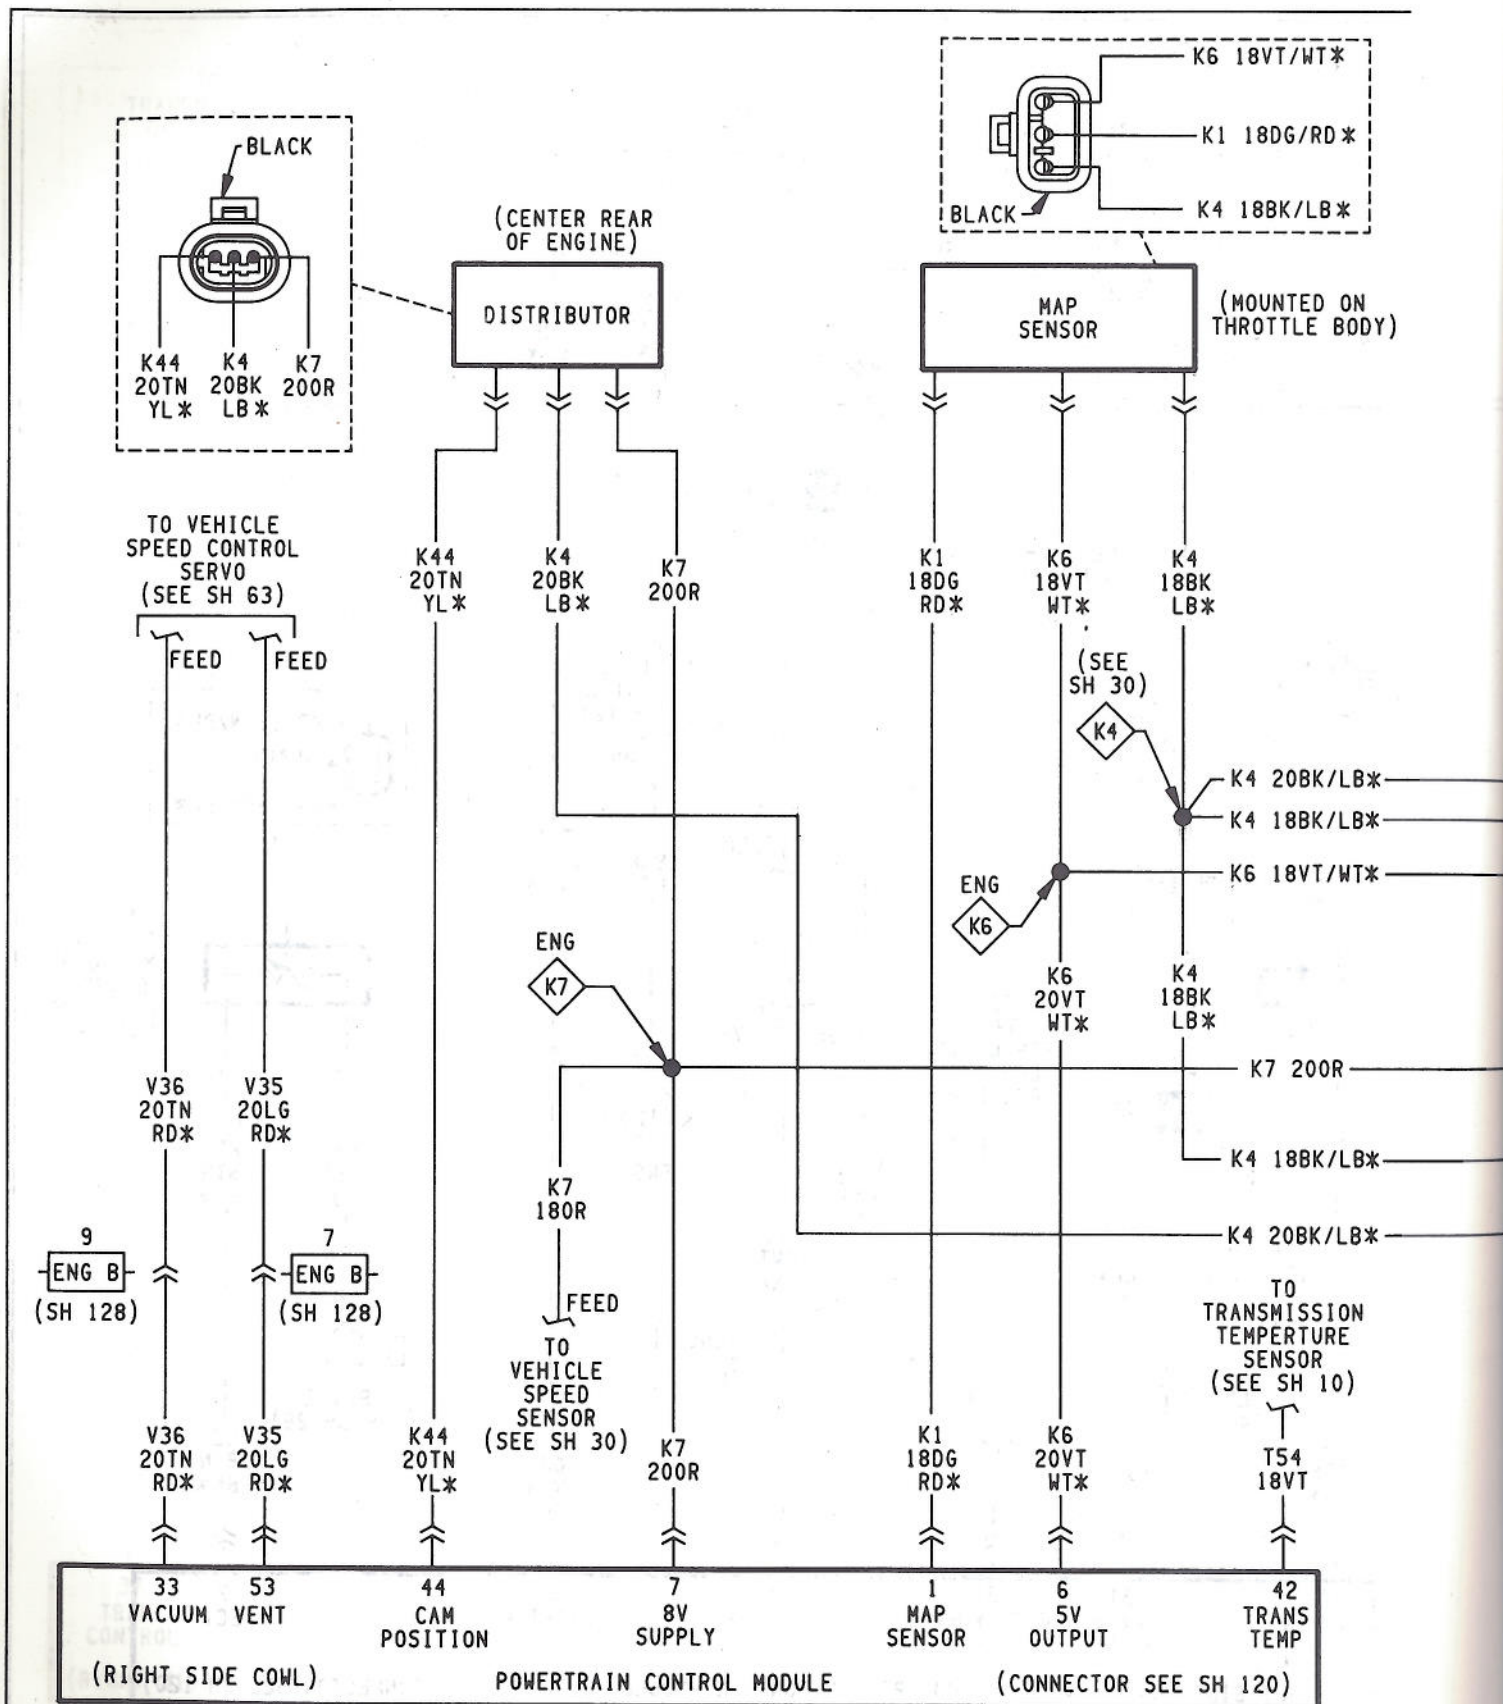 K6 18VT/WT*
K1 18DG/RD*
K4 18BK/LB*
BLACK
BLACK
K44
20TN
YL*
K4
20BK
LB*
K7
20OR
(CENTER REAR
OF ENGINE)
DISTRIBUTOR
MAP
SENSOR
(MOUNTED ON
THROTTLE BODY)
TO VEHICLE
SPEED CONTROL
SERVO
(SEE SH 63)
FEED
FEED
K44
20TN
YL*
K4
20BK
LB*
K7
20OR
K1
18DG
RD*
K6
18VT
WT*
K4
18BK
LB*
(SEE
SH 30)
K4
K4 20BK/LB*
K4 18BK/LB*
K6 18VT/WT*
ENG
K6
ENG
K7
K6
20VT
WT*
K4
18BK
LB*
K7 20OR
V36
20TN
RD*
V35
20LG
RD*
K4 18BK/LB*
K7
18OR
K4 20BK/LB*
9
ENG B
(SH 128)
7
ENG B
(SH 128)
FEED
TO
VEHICLE
SPEED
SENSOR
(SEE SH 30)
TO
TRANSMISSION
TEMPERTURE
SENSOR
(SEE SH 10)
V36
20TN
RD*
V35
20LG
RD*
K44
20TN
YL*
K7
20OR
K1
18DG
RD*
K6
20VT
WT*
T54
18VT
33
VACUUM
53
VENT
44
CAM
POSITION
7
8V
SUPPLY
1
MAP
SENSOR
6
5V
OUTPUT
42
TRANS
TEMP
(RIGHT SIDE COWL)
POWERTRAIN CONTROL MODULE
(CONNECTOR SEE SH 120)